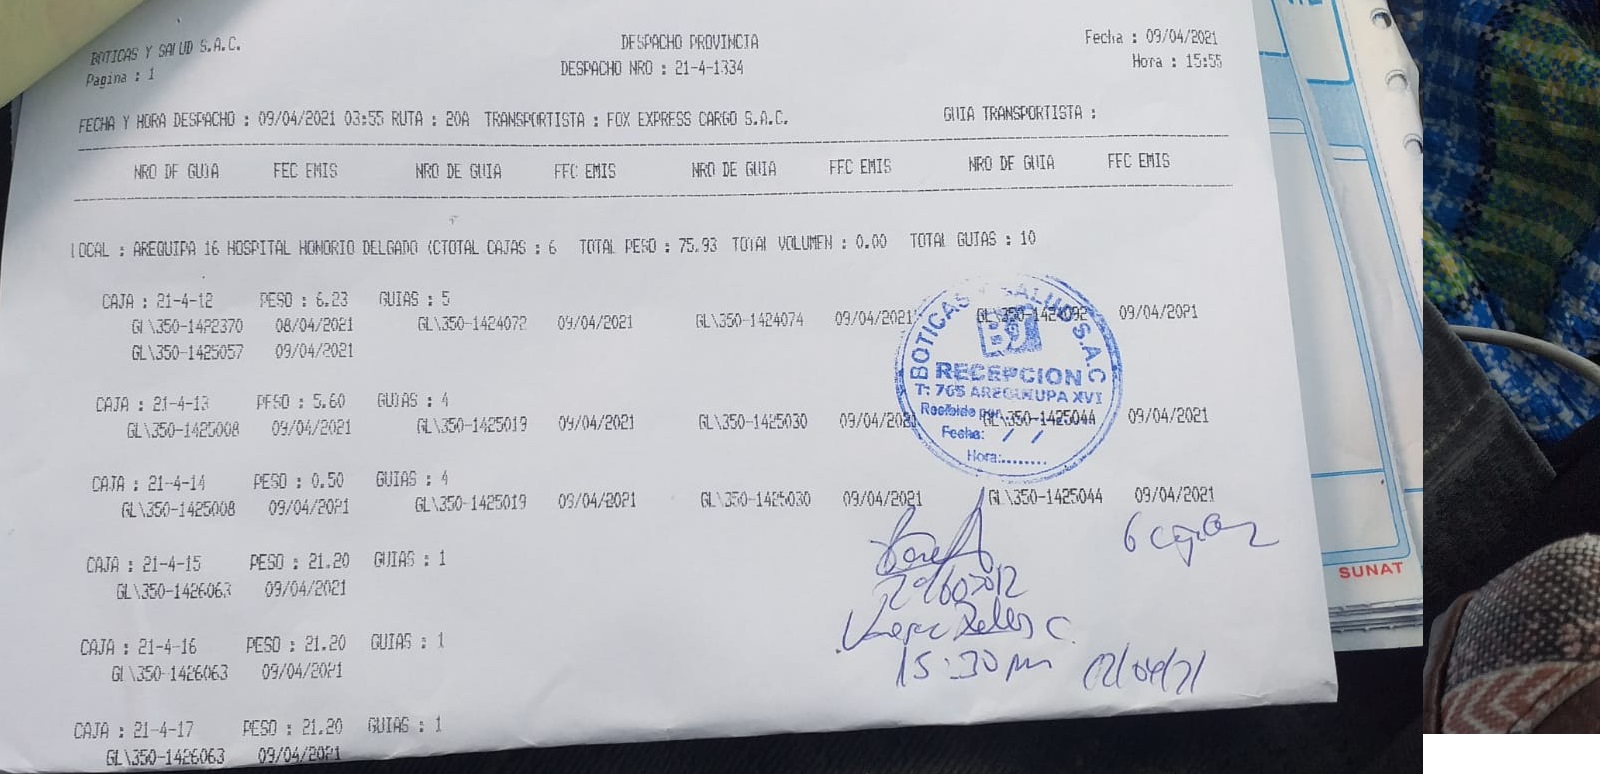 BOTICAS Y SALUD S.A.C.
DESPACHO PROVINCIA
Fecha : 09/04/2021
Pagina : 1
DESPACHO NRO : 21-4-1334
Hora : 15:55
FECHA Y HORA DESPACHO : 09/04/2021 03:55 RUTA : 20A TRANSPORTISTA : FOX EXPRESS CARGO S.A.C. GUIA TRANSPORTISTA :
NRO DE GUIA FEC EMIS NRO DE GUIA FEC EMIS NRO DE GUIA FEC EMIS NRO DE GUIA FEC EMIS
LOCAL : AREQUIPA 16 HOSPITAL HONORIO DELGADO (CTOTAL CAJAS : 6 TOTAL PESO : 75.93 TOTAL VOLUMEN : 0.00 TOTAL GUIAS : 10
CAJA : 21-4-12 PESO : 6.23 GUIAS : 5
GL\350-1422370 08/04/2021 GL\350-1424072 09/04/2021 GL\350-1424074 09/04/2021 GL\350-1424092 09/04/2021
GL\350-1425057 09/04/2021
CAJA : 21-4-13 PESO : 5.60 GUIAS : 4
GL\350-1425008 09/04/2021 GL\350-1425019 09/04/2021 GL\350-1425030 09/04/2021 GL\350-1425044 09/04/2021
CAJA : 21-4-14 PESO : 0.50 GUIAS : 4
GL\350-1425008 09/04/2021 GL\350-1425019 09/04/2021 GL\350-1425030 09/04/2021 GL\350-1425044 09/04/2021
CAJA : 21-4-15 PESO : 21.20 GUIAS : 1
GL\350-1426063 09/04/2021
CAJA : 21-4-16 PESO : 21.20 GUIAS : 1
GL\350-1426063 09/04/2021
CAJA : 21-4-17 PESO : 21.20 GUIAS : 1
GL\350-1426063 09/04/2021
BOTICAS Y SALUD S.A.C
RECEPCION
T: 765 AREQUIPA XVI
Recibido por
Fecha: / /
Hora:........
6 cajas
15:30 pm
SUNAT